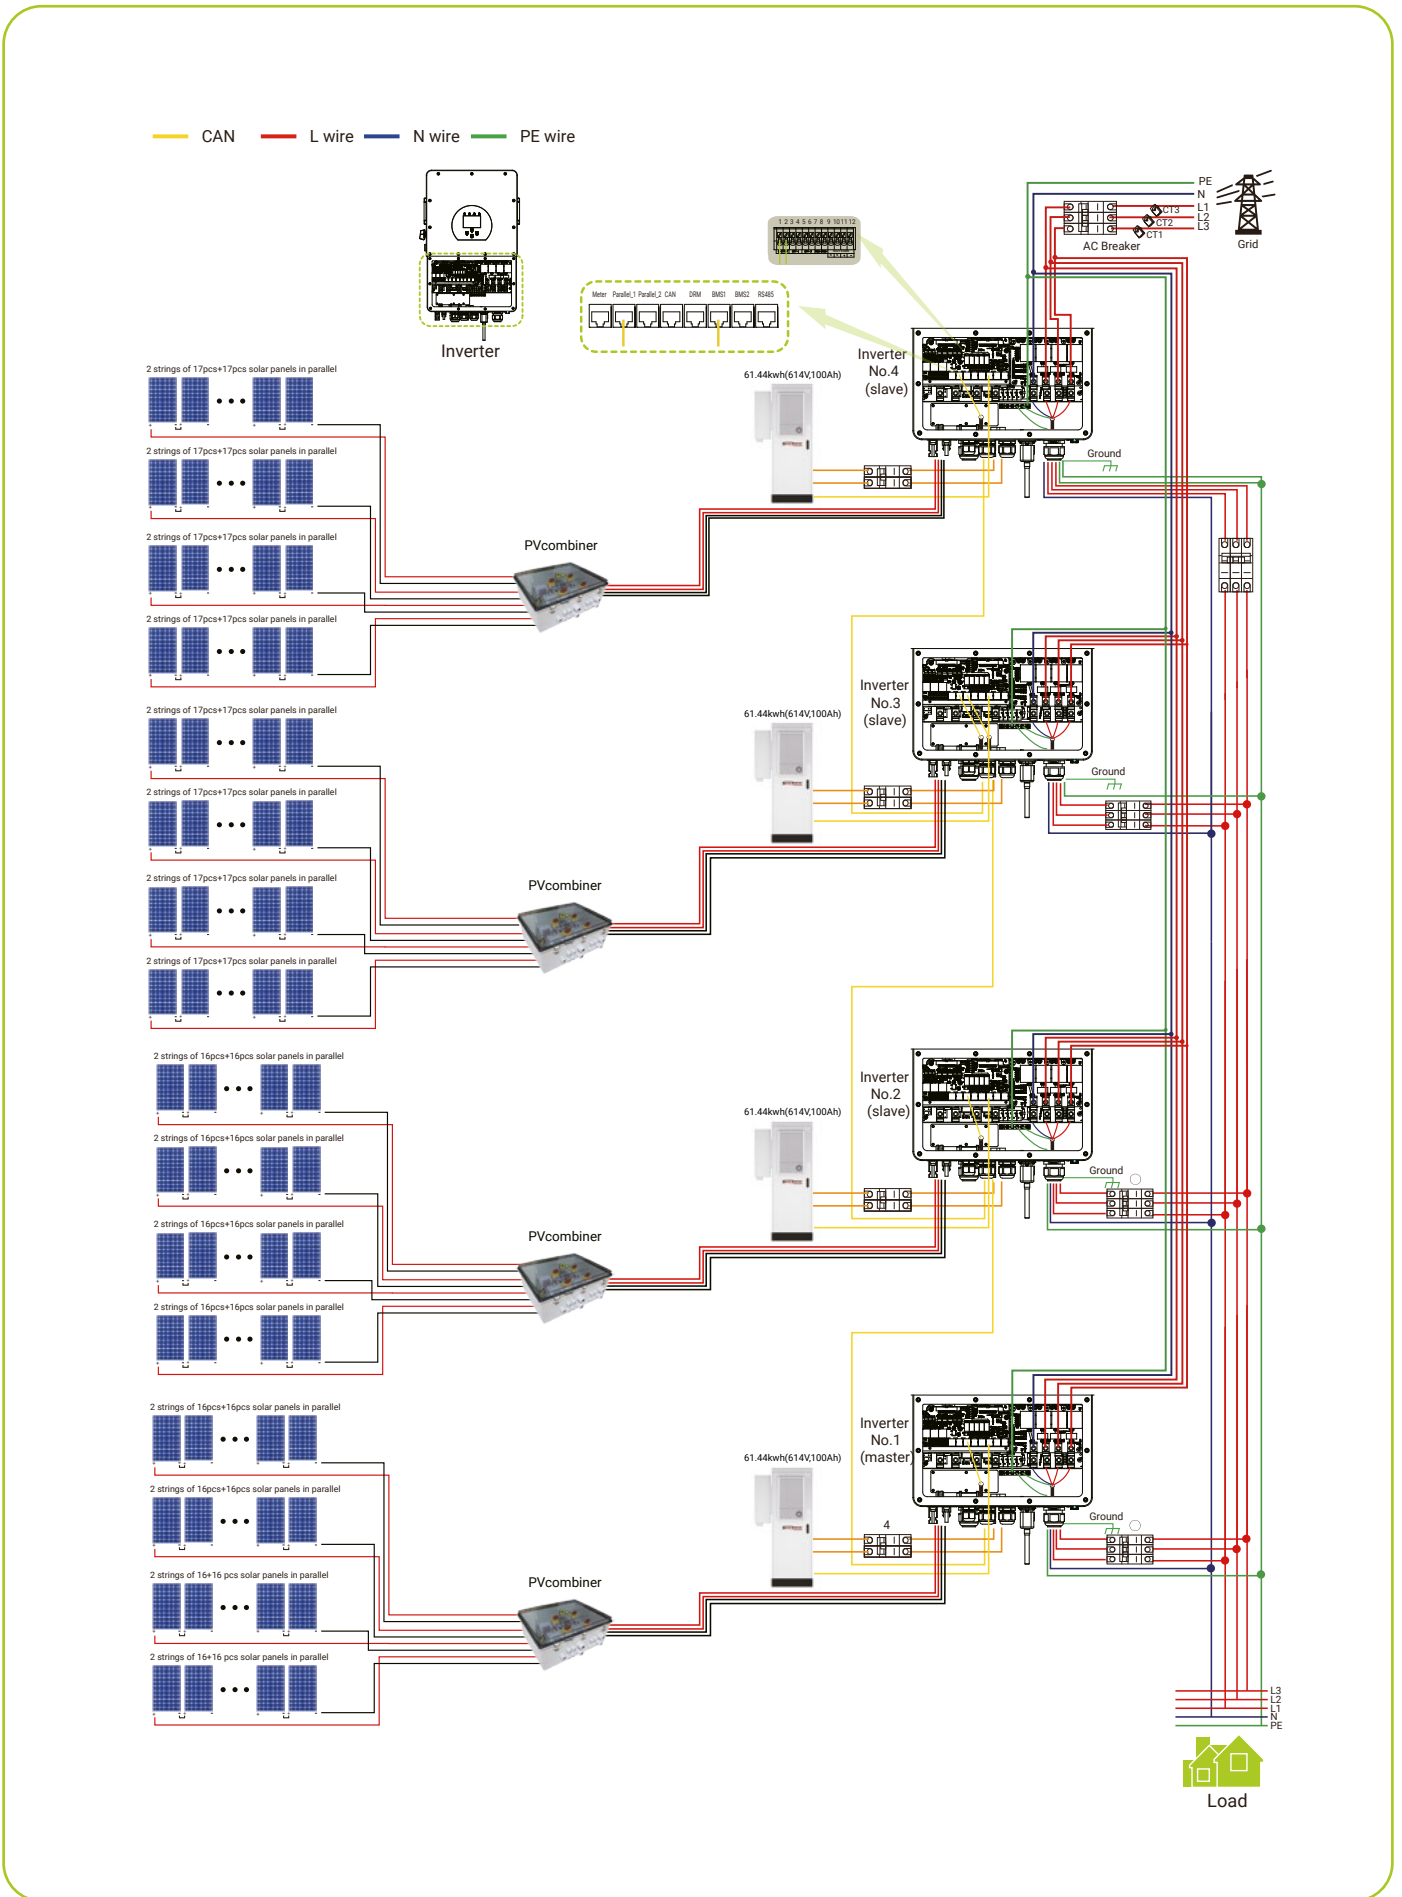 CAN
L wire
N wire
PE wire
PE
N
L1
L2
L3
CT3
CT2
CT1
AC Breaker
Grid
1 2 3 4 5 6 7 8 9 10 11 12
Meter Parallel_1 Parallel_2 CAN DRM BMS1 BMS2 RS485
Inverter
Inverter
No.4
(slave)
61.44kwh(614V,100Ah)
Ground
2 strings of 17pcs+17pcs solar panels in parallel
2 strings of 17pcs+17pcs solar panels in parallel
2 strings of 17pcs+17pcs solar panels in parallel
2 strings of 17pcs+17pcs solar panels in parallel
PVcombiner
Inverter
No.3
(slave)
61.44kwh(614V,100Ah)
Ground
2 strings of 17pcs+17pcs solar panels in parallel
2 strings of 17pcs+17pcs solar panels in parallel
2 strings of 17pcs+17pcs solar panels in parallel
2 strings of 17pcs+17pcs solar panels in parallel
PVcombiner
Inverter
No.2
(slave)
61.44kwh(614V,100Ah)
Ground
2 strings of 16pcs+16pcs solar panels in parallel
2 strings of 16pcs+16pcs solar panels in parallel
2 strings of 16pcs+16pcs solar panels in parallel
2 strings of 16pcs+16pcs solar panels in parallel
PVcombiner
Inverter
No.1
(master)
61.44kwh(614V,100Ah)
4
Ground
2 strings of 16pcs+16pcs solar panels in parallel
2 strings of 16pcs+16pcs solar panels in parallel
2 strings of 16+16 pcs solar panels in parallel
2 strings of 16+16 pcs solar panels in parallel
PVcombiner
L3
L2
L1
N
PE
Load